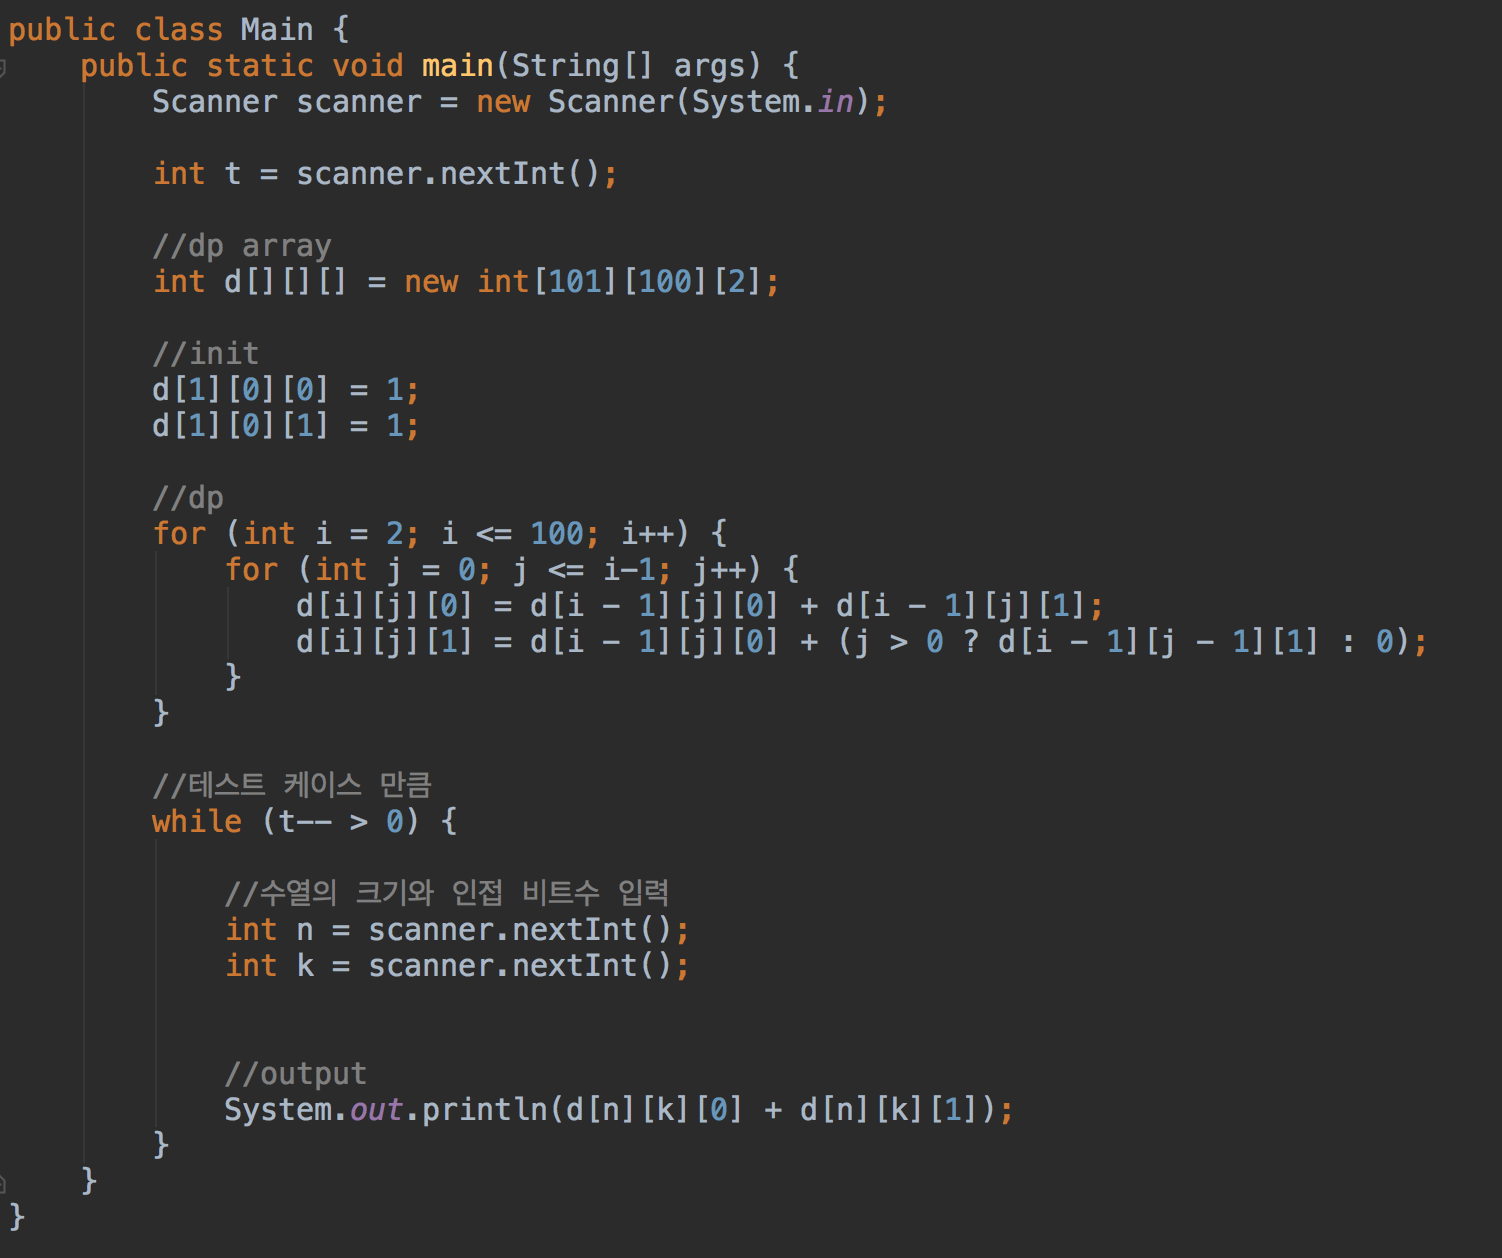 public class Main {
    public static void main(String[] args) {
        Scanner scanner = new Scanner(System.in);

        int t = scanner.nextInt();

        //dp array
        int d[][][] = new int[101][100][2];

        //init
        d[1][0][0] = 1;
        d[1][0][1] = 1;

        //dp
        for (int i = 2; i <= 100; i++) {
            for (int j = 0; j <= i-1; j++) {
                d[i][j][0] = d[i - 1][j][0] + d[i - 1][j][1];
                d[i][j][1] = d[i - 1][j][0] + (j > 0 ? d[i - 1][j - 1][1] : 0);
            }
        }

        //테스트 케이스 만큼
        while (t-- > 0) {

            //수열의 크기와 인접 비트수 입력
            int n = scanner.nextInt();
            int k = scanner.nextInt();


            //output
            System.out.println(d[n][k][0] + d[n][k][1]);
        }
    }
}